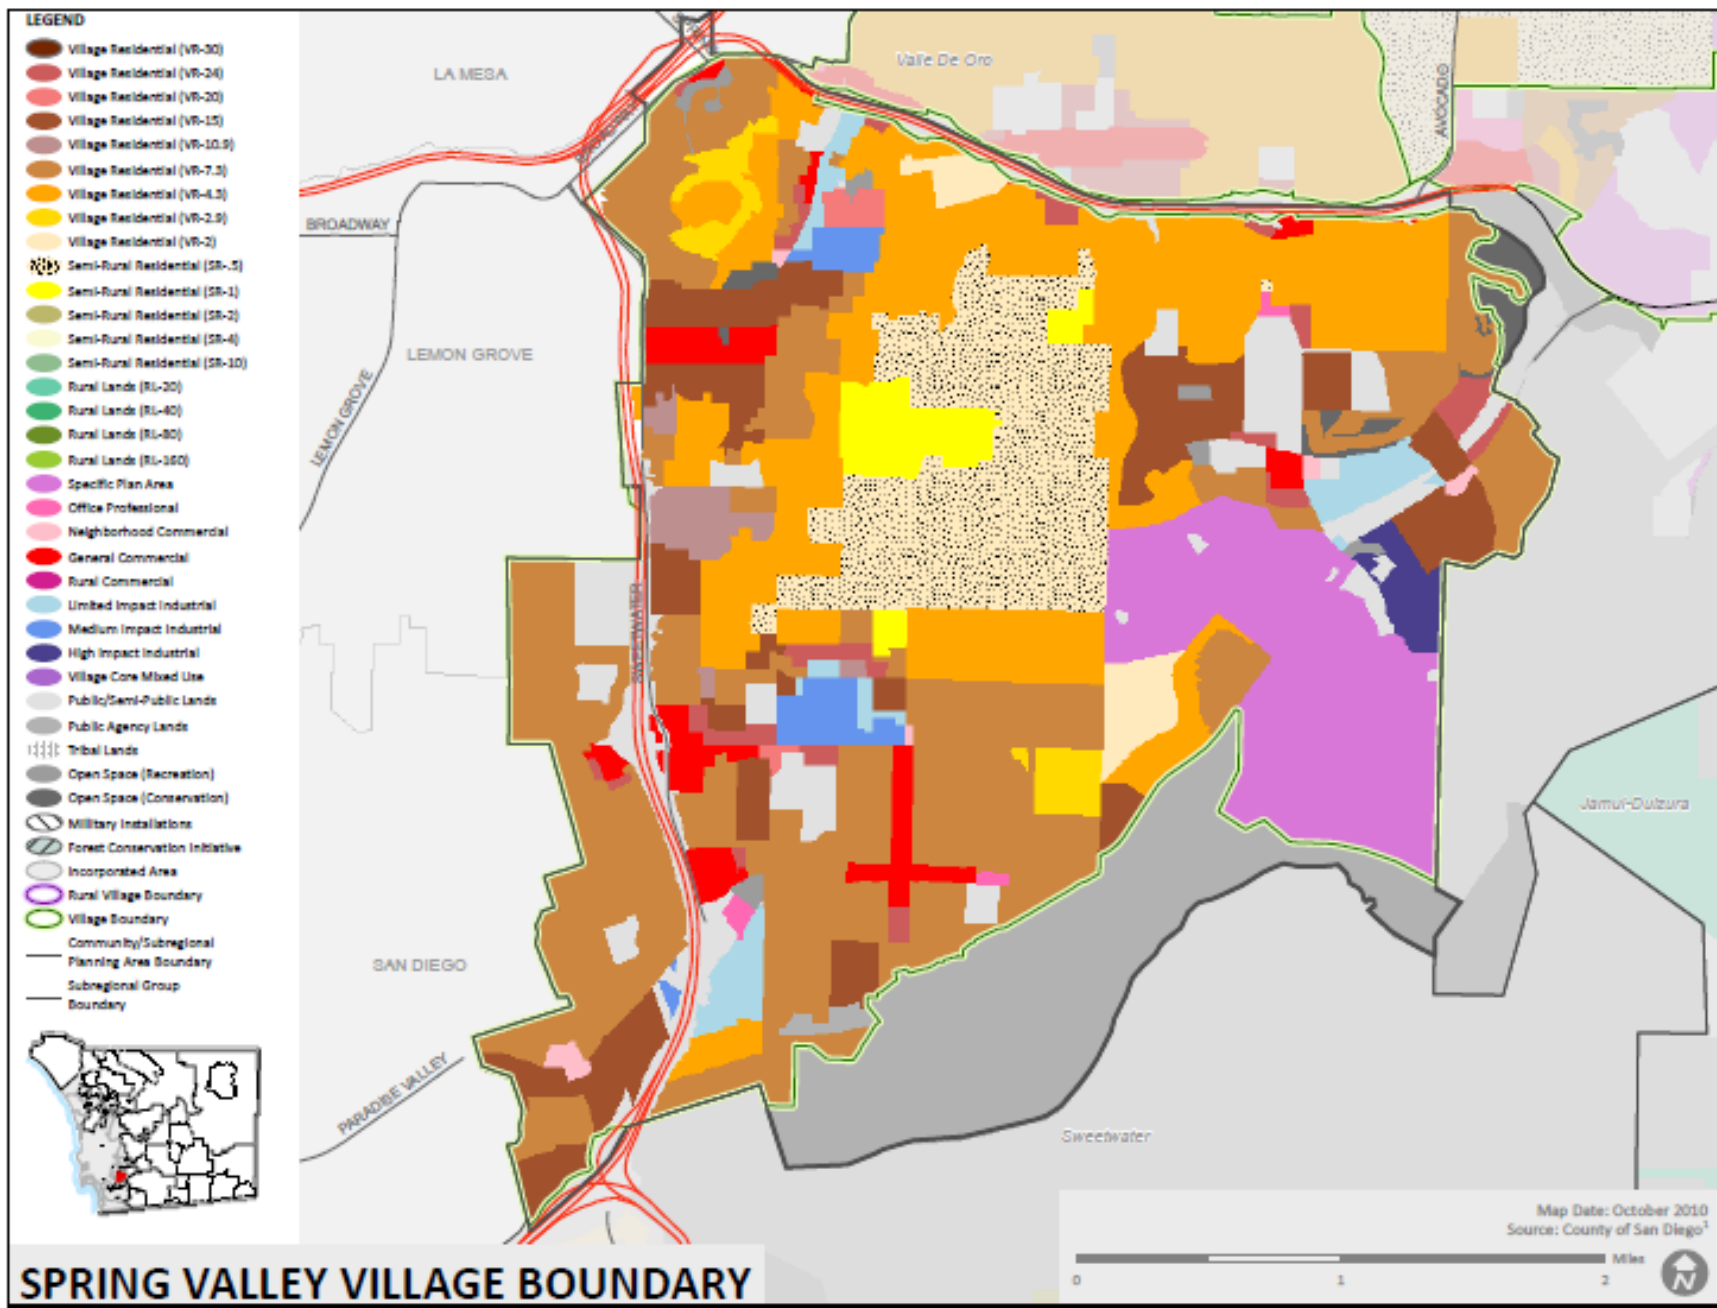 LEGEND
Village Residential (VR-30)
Village Residential (VR-24)
Village Residential (VR-20)
Village Residential (VR-15)
Village Residential (VR-10.9)
Village Residential (VR-7.3)
Village Residential (VR-4.3)
Village Residential (VR-2.9)
Village Residential (VR-2)
Semi-Rural Residential (SR-.5)
Semi-Rural Residential (SR-1)
Semi-Rural Residential (SR-2)
Semi-Rural Residential (SR-4)
Semi-Rural Residential (SR-10)
Rural Lands (RL-20)
Rural Lands (RL-40)
Rural Lands (RL-80)
Rural Lands (RL-160)
Specific Plan Area
Office Professional
Neighborhood Commercial
General Commercial
Rural Commercial
Limited Impact Industrial
Medium Impact Industrial
High Impact Industrial
Village Core Mixed Use
Public/Semi-Public Lands
Public Agency Lands
Tribal Lands
Open Space (Recreation)
Open Space (Conservation)
Military Installations
Forest Conservation Initiative
Incorporated Area
Rural Village Boundary
Village Boundary
Community/Subregional
Planning Area Boundary
Subregional Group
Boundary
LA MESA
Valle De Oro
AVOCADO
BROADWAY
LEMON GROVE
LEMON GROVE
SWEETWATER
SAN DIEGO
PARADISE VALLEY
Jamul-Dulzura
Sweetwater
Map Date: October 2010
Source: County of San Diego¹
Miles
0 1 2
N
SPRING VALLEY VILLAGE BOUNDARY